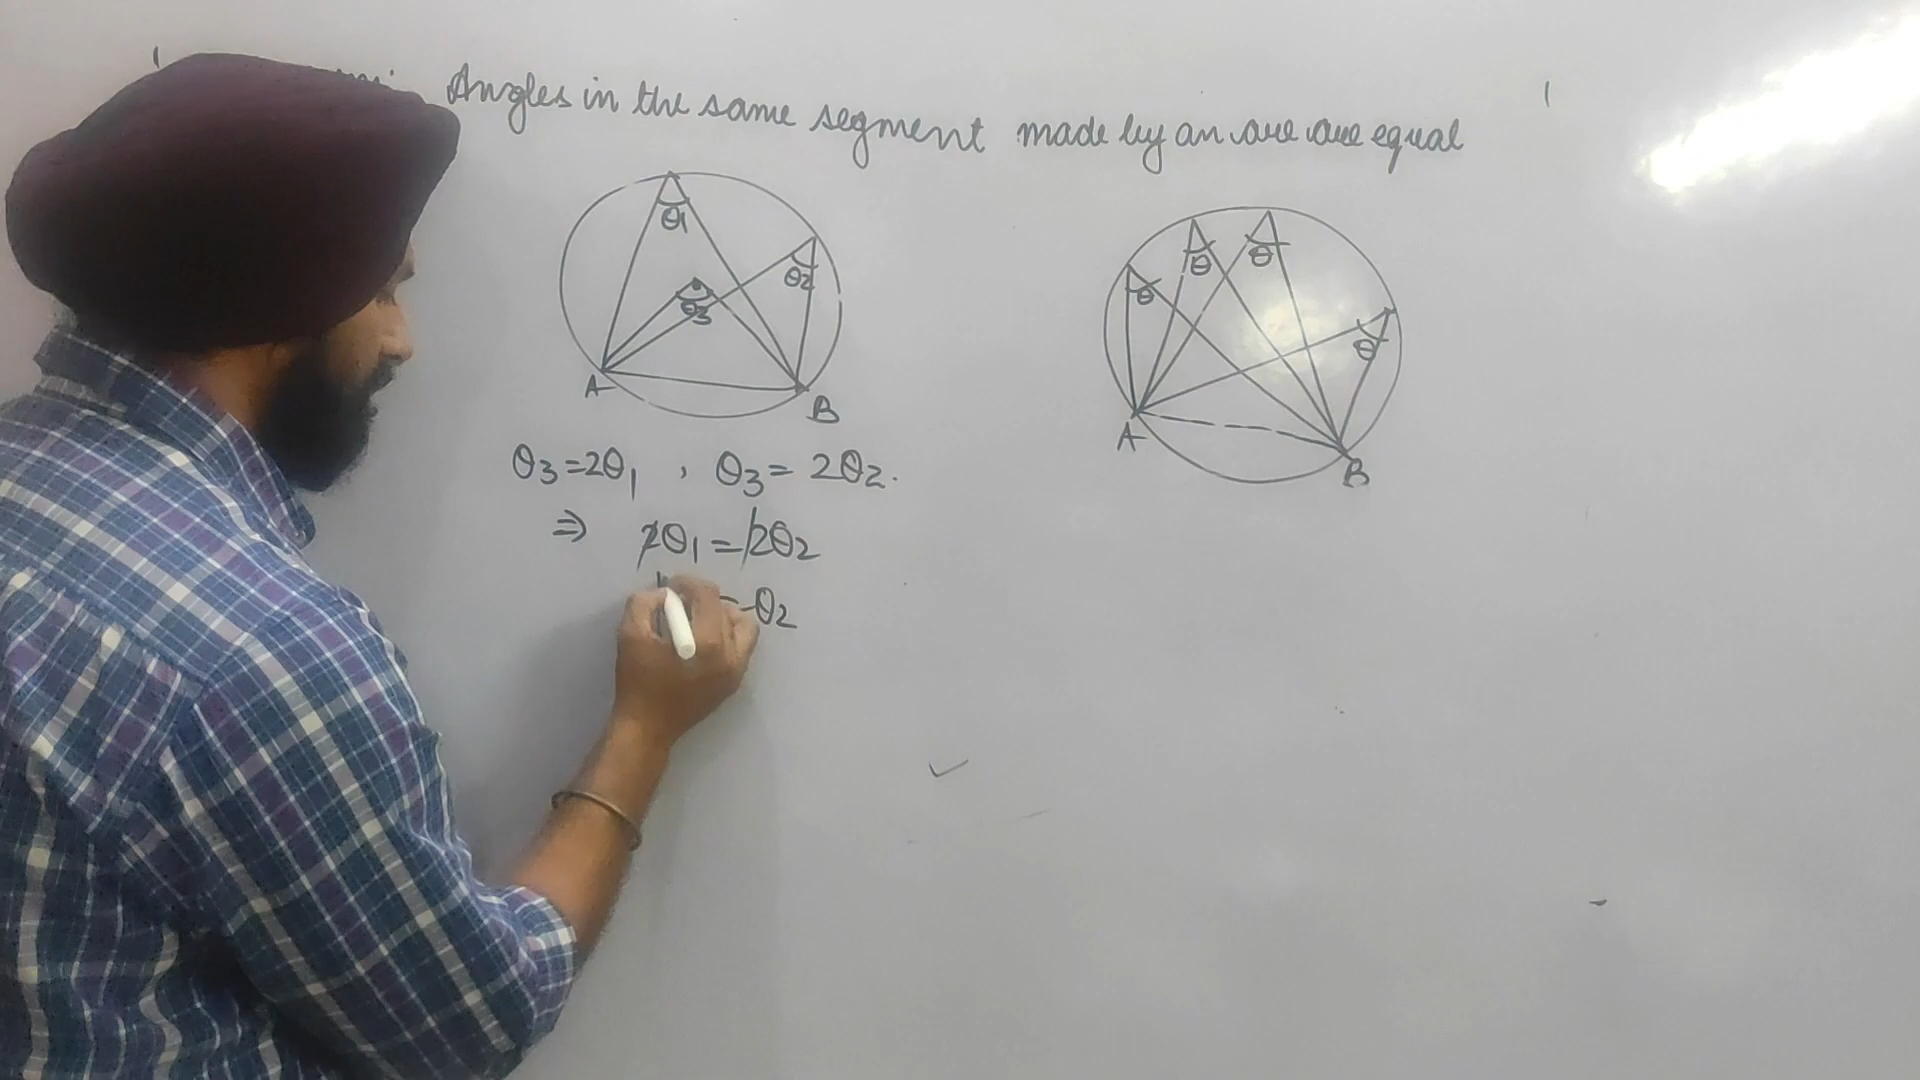 Angles in the same segment made by an arc are equal
θ1
θ2
θ3
A
B
θ θ θ θ
A
B
θ3=2θ1 , θ3= 2θ2.
⇒ 2θ1=2θ2
=θ2